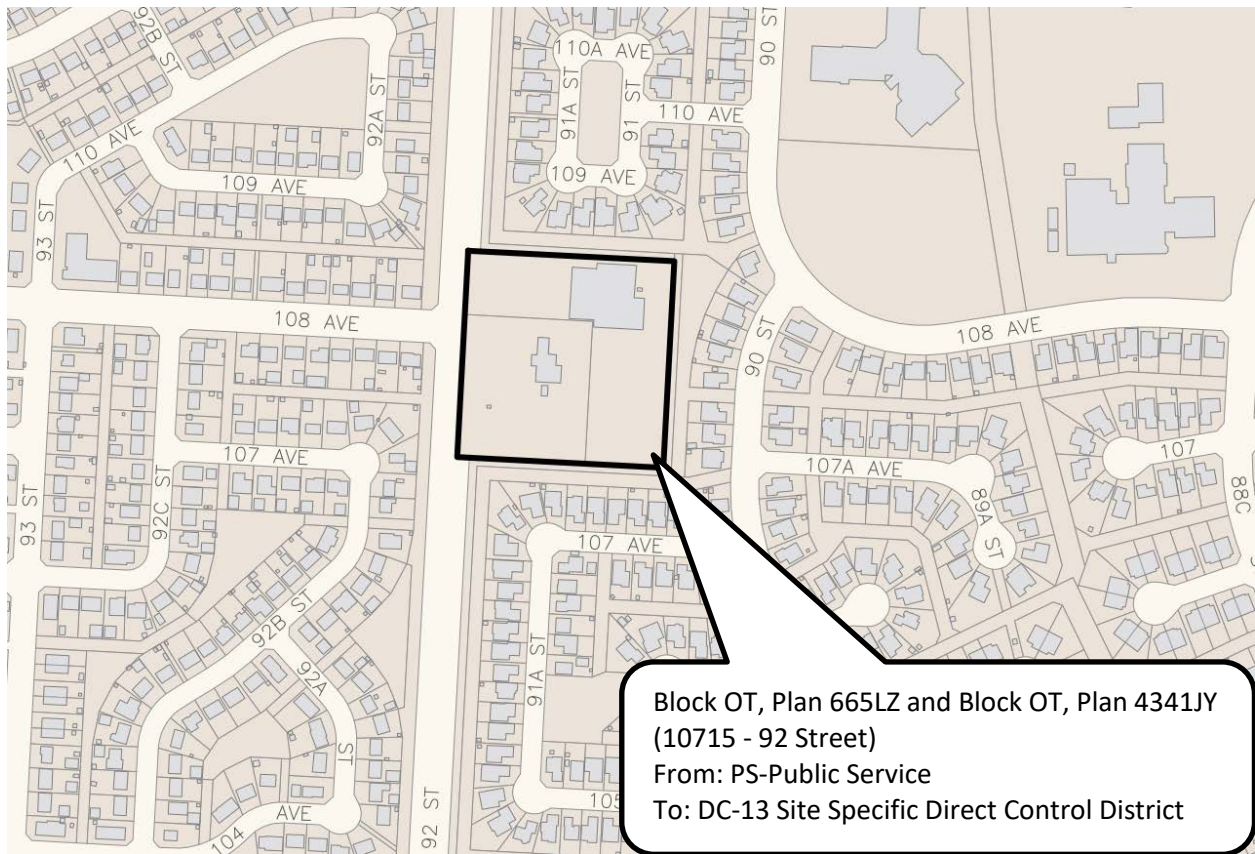 92B ST
90 ST
110A AVE
91A ST
91 ST
92A ST
110 AVE
110 AVE
109 AVE
109 AVE
93 ST
108 AVE
108 AVE
90 ST
107 AVE
107A AVE
107
88C
93 ST
92C ST
89A ST
107 AVE
92B ST
92A
ST
91A ST
105
104 AVE
92 ST
Block OT, Plan 665LZ and Block OT, Plan 4341JY
(10715 - 92 Street)
From: PS-Public Service
To: DC-13 Site Specific Direct Control District